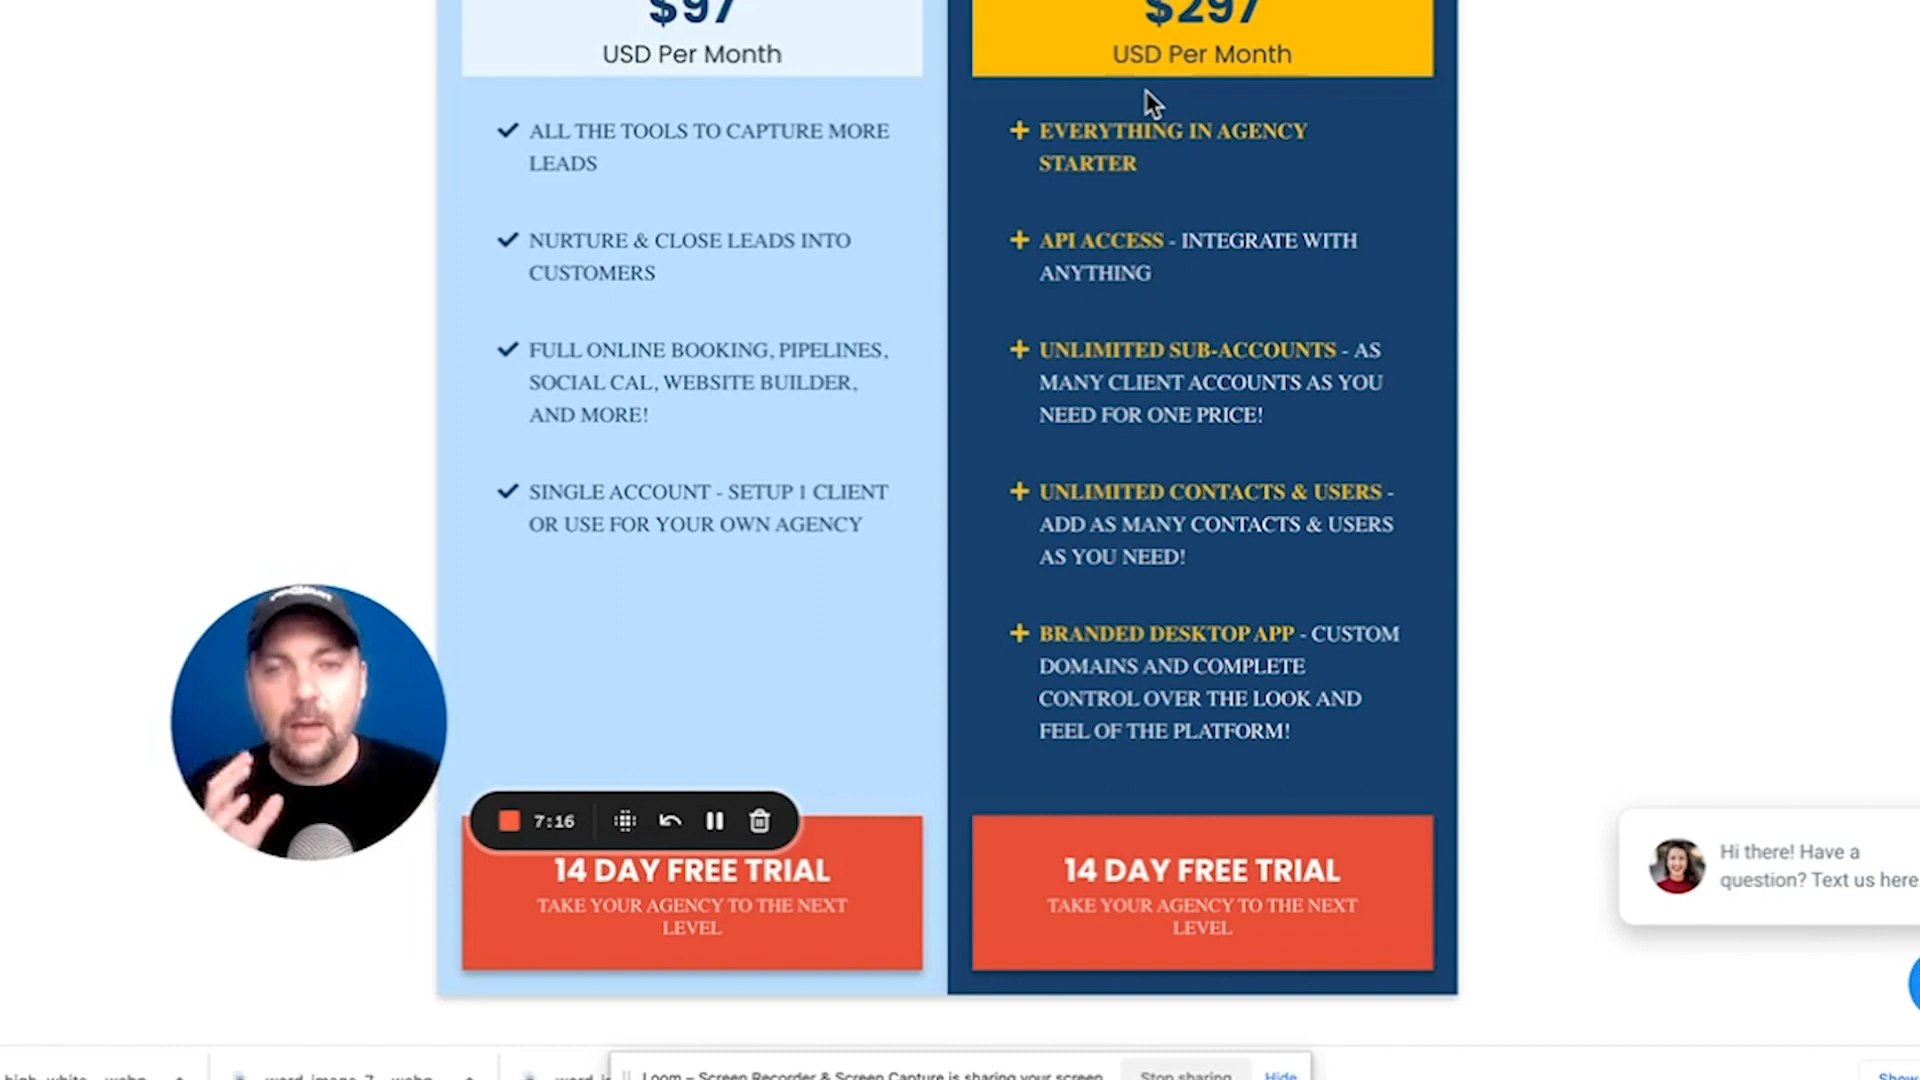 $97
USD Per Month
ALL THE TOOLS TO CAPTURE MORE
LEADS
NURTURE & CLOSE LEADS INTO
CUSTOMERS
FULL ONLINE BOOKING, PIPELINES,
SOCIAL CAL, WEBSITE BUILDER,
AND MORE!
SINGLE ACCOUNT - SETUP 1 CLIENT
OR USE FOR YOUR OWN AGENCY
7:16
14 DAY FREE TRIAL
TAKE YOUR AGENCY TO THE NEXT
LEVEL
$297
USD Per Month
EVERYTHING IN AGENCY
STARTER
API ACCESS - INTEGRATE WITH
ANYTHING
UNLIMITED SUB-ACCOUNTS - AS
MANY CLIENT ACCOUNTS AS YOU
NEED FOR ONE PRICE!
UNLIMITED CONTACTS & USERS -
ADD AS MANY CONTACTS & USERS
AS YOU NEED!
BRANDED DESKTOP APP - CUSTOM
DOMAINS AND COMPLETE
CONTROL OVER THE LOOK AND
FEEL OF THE PLATFORM!
14 DAY FREE TRIAL
TAKE YOUR AGENCY TO THE NEXT
LEVEL
Hi there! Have a
question? Text us here
Loom – Screen Recorder & Screen Capture is sharing your screen.
Stop sharing
Hide
Show